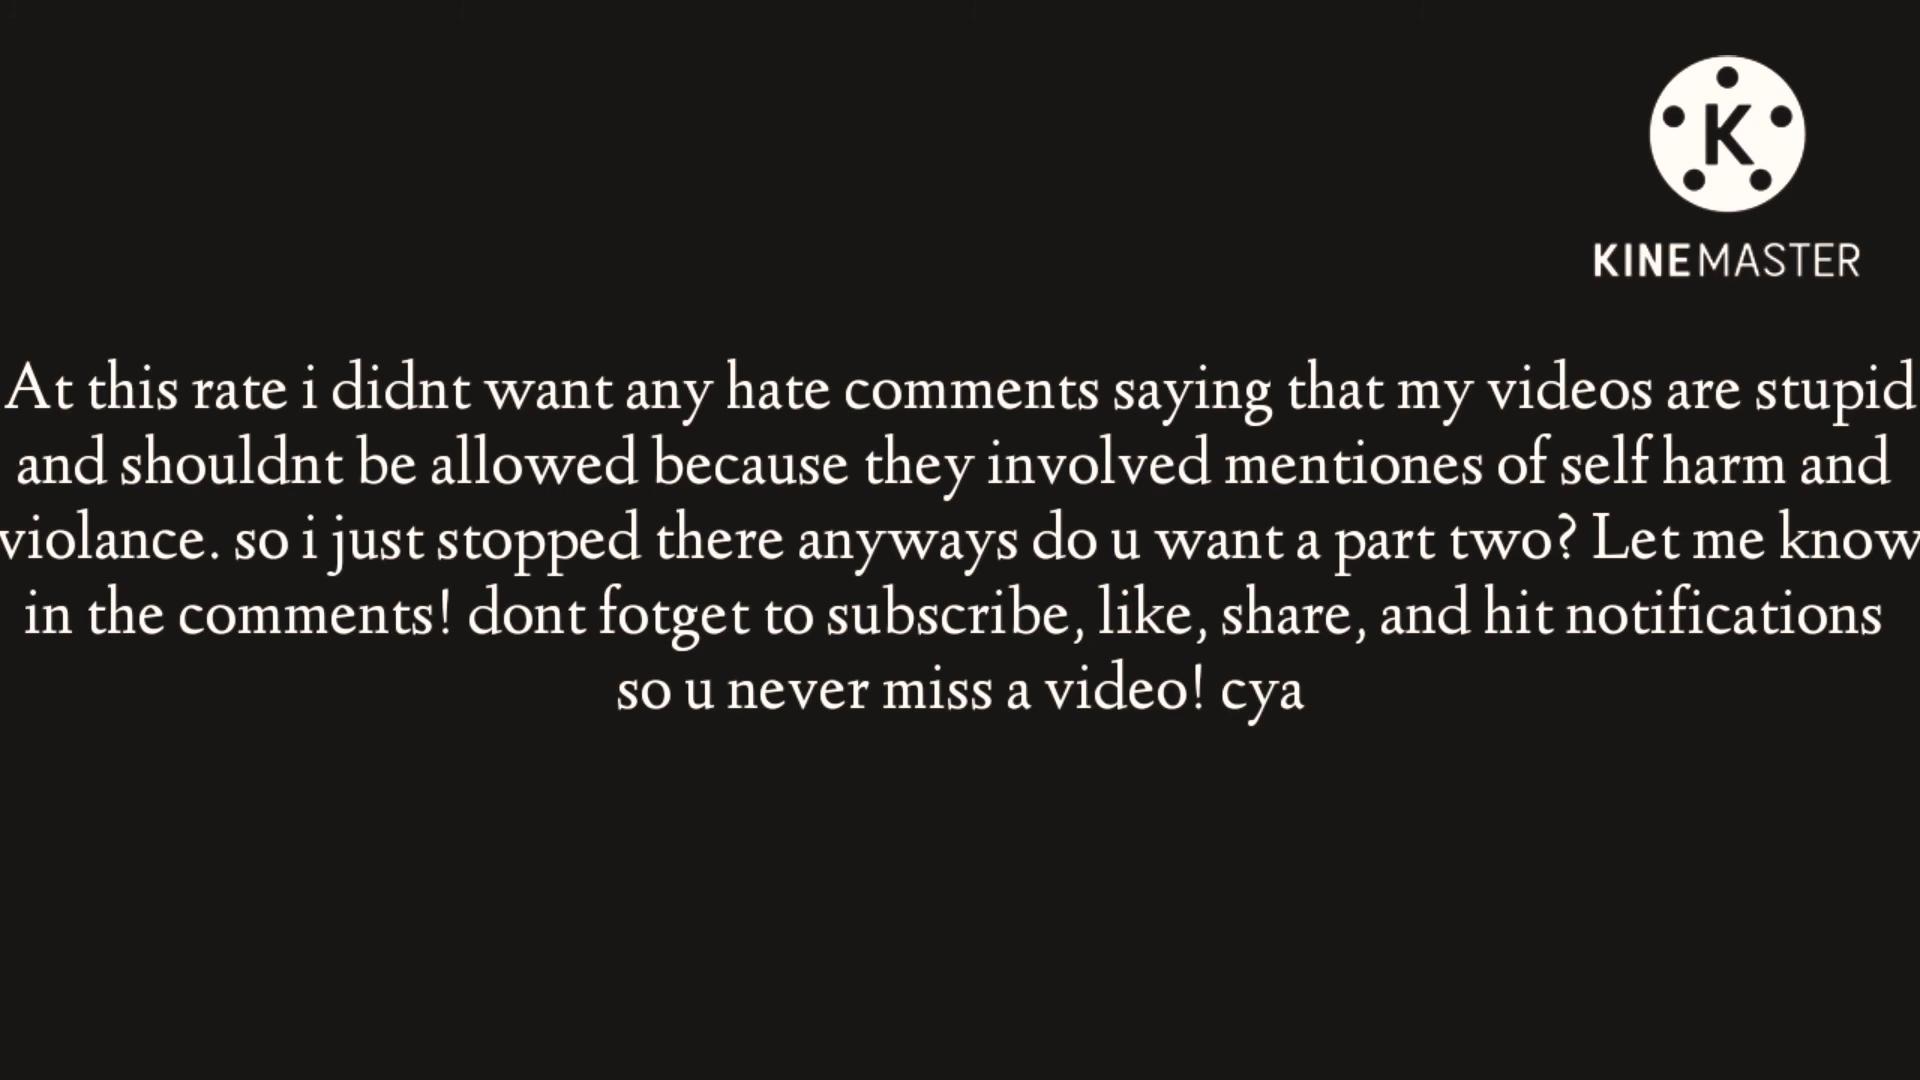 K
KINEMASTER
At this rate i didnt want any hate comments saying that my videos are stupid
and shouldnt be allowed because they involved mentiones of self harm and
violance. so i just stopped there anyways do u want a part two? Let me know
in the comments! dont fotget to subscribe, like, share, and hit notifications
so u never miss a video! cya